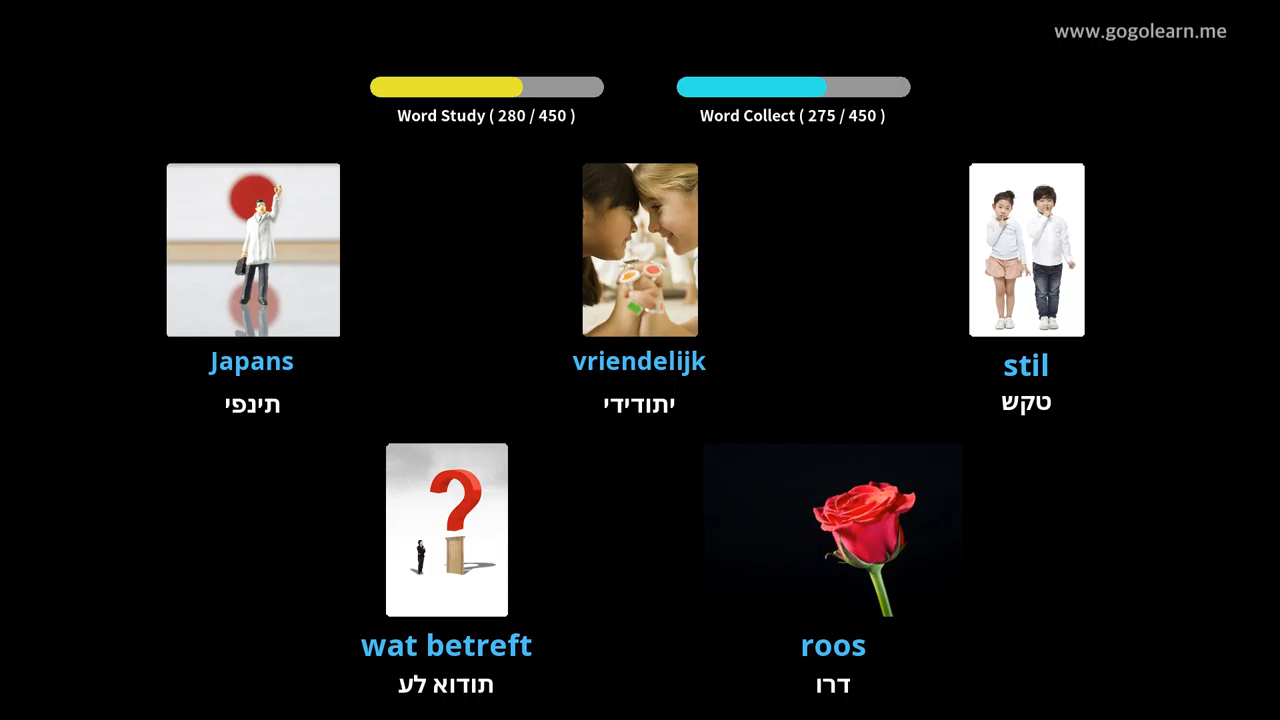 www.gogolearn.me
Word Study ( 280 / 450 )
Word Collect ( 275 / 450 )
Japans
תינפי
vriendelijk
יתודידי
stil
טקש
wat betreft
תודוא לע
roos
דרו